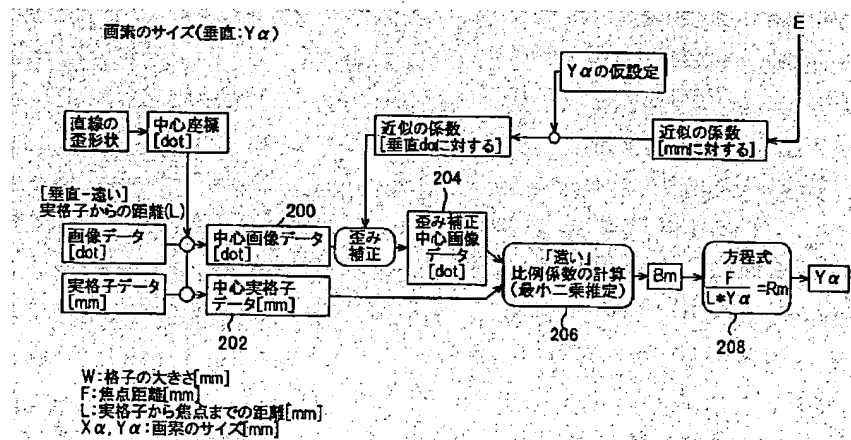 画素のサイズ(垂直:Yα)
E
Yαの仮設定
直線の
歪形状
中心座標
[dot]
近似の係数
[垂直dotに対する]
近似の係数
[mmに対する]
[垂直-遠い]
実格子からの距離(L)
画像データ
[dot]
200
中心画像データ
[dot]
歪み
補正
204
歪み補正
中心画像
データ
[dot]
「遠い」
比例係数の計算
(最小二乗推定)
206
Bm
方程式
F
L*Yα
=Rm
208
Yα
実格子データ
[mm]
中心実格子
データ[mm]
202
W:格子の大きさ[mm]
F:焦点距離[mm]
L:実格子から焦点までの距離[mm]
Xα,Yα:画素のサイズ[mm]